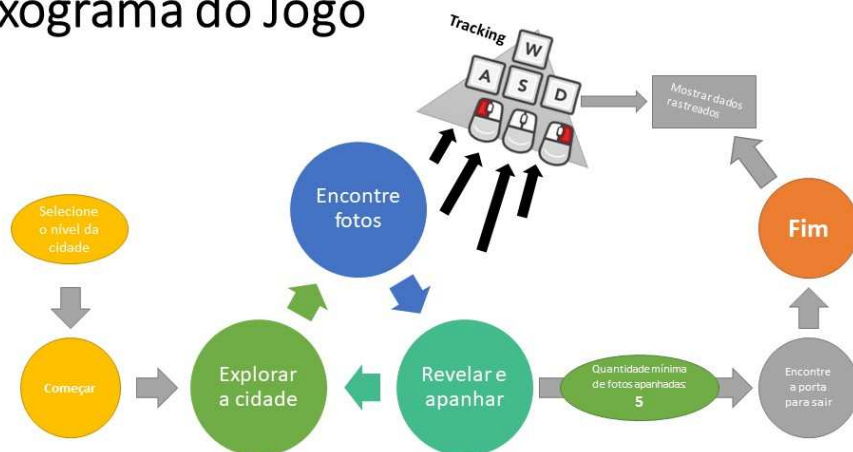 xograma do Jogo
Tracking
W
A
S
D
Mostrar dados
rastreados
Encontre
fotos
Selecione
o nível da
cidade
Fim
Começar
Explorar
a cidade
Revelar e
apanhar
Quantidade mínima
de fotos apanhadas:
5
Encontre
a porta
para sair